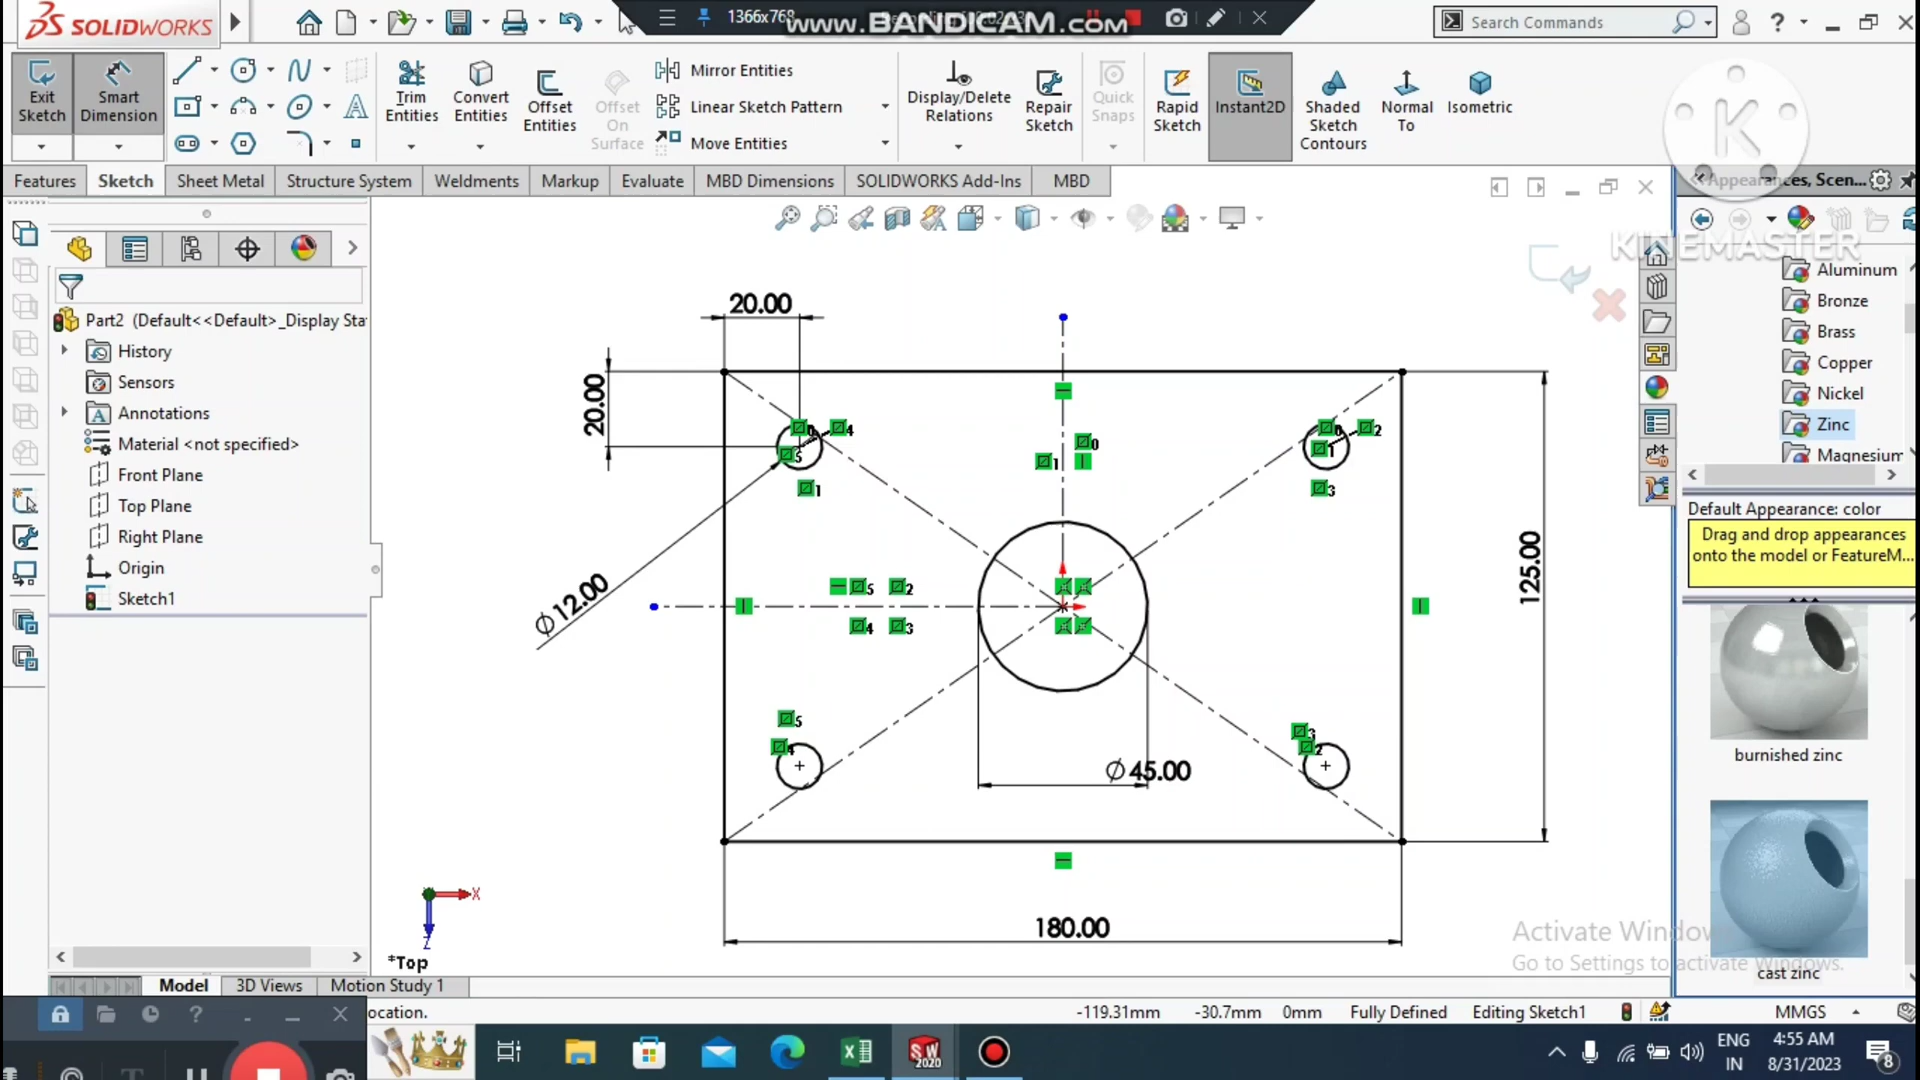 SOLIDWORKS
1366x768
www.BANDICAM.com
Search Commands
Exit Sketch
Smart Dimension
Trim Entities
Convert Entities
Offset Entities
Offset On Surface
Mirror Entities
Linear Sketch Pattern
Move Entities
Display/Delete Relations
Repair Sketch
Quick Snaps
Rapid Sketch
Instant2D
Shaded Sketch Contours
Normal To
Isometric
K
Features
Sketch
Sheet Metal
Structure System
Weldments
Markup
Evaluate
MBD Dimensions
SOLIDWORKS Add-Ins
MBD
Appearances, Scen...
KINEMASTER
Part2 (Default<<Default>_Display Sta
History
Sensors
Annotations
Material <not specified>
Front Plane
Top Plane
Right Plane
Origin
Sketch1
20.00
20.00
Ø12.00
Ø45.00
125.00
180.00
X
Z
*Top
Aluminum
Bronze
Brass
Copper
Nickel
Zinc
Magnesium
Default Appearance: color
Drag and drop appearances
onto the model or FeatureM...
burnished zinc
cast zinc
Activate Windows
Go to Settings to activate Windows.
Model
3D Views
Motion Study 1
ocation.
-119.31mm
-30.7mm
0mm
Fully Defined
Editing Sketch1
MMGS
SW
2020
ENG
IN
4:55 AM
8/31/2023
8